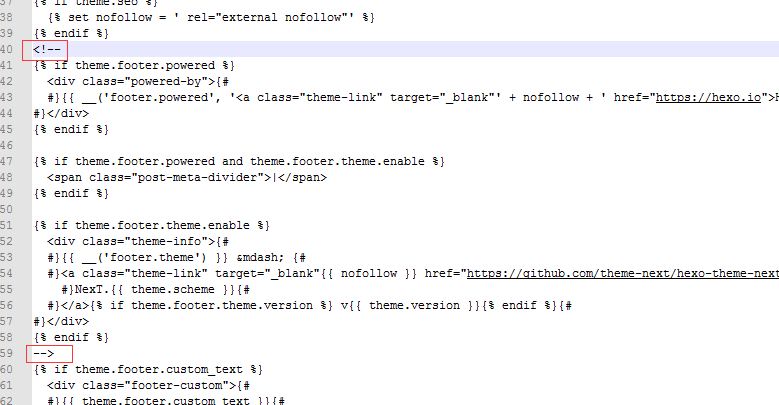 37 {% if theme.seo %}
38   {% set nofollow = ' rel="external nofollow"' %}
39 {% endif %}
40 <!--
41 {% if theme.footer.powered %}
42   <div class="powered-by">{#
43   #}{{ __('footer.powered', '<a class="theme-link" target="_blank"' + nofollow + ' href="https://hexo.io">H
44 #}</div>
45 {% endif %}
46
47 {% if theme.footer.powered and theme.footer.theme.enable %}
48   <span class="post-meta-divider">|</span>
49 {% endif %}
50
51 {% if theme.footer.theme.enable %}
52   <div class="theme-info">{#
53   #}{{ __('footer.theme') }} &mdash; {#
54   #}<a class="theme-link" target="_blank"{{ nofollow }} href="https://github.com/theme-next/hexo-theme-next
55     #}NexT.{{ theme.scheme }}{#
56   #}</a>{% if theme.footer.theme.version %} v{{ theme.version }}{% endif %}{#
57 #}</div>
58 {% endif %}
59 -->
60 {% if theme.footer.custom_text %}
61   <div class="footer-custom">{#
62   #}{{ theme.footer.custom_text }}{#